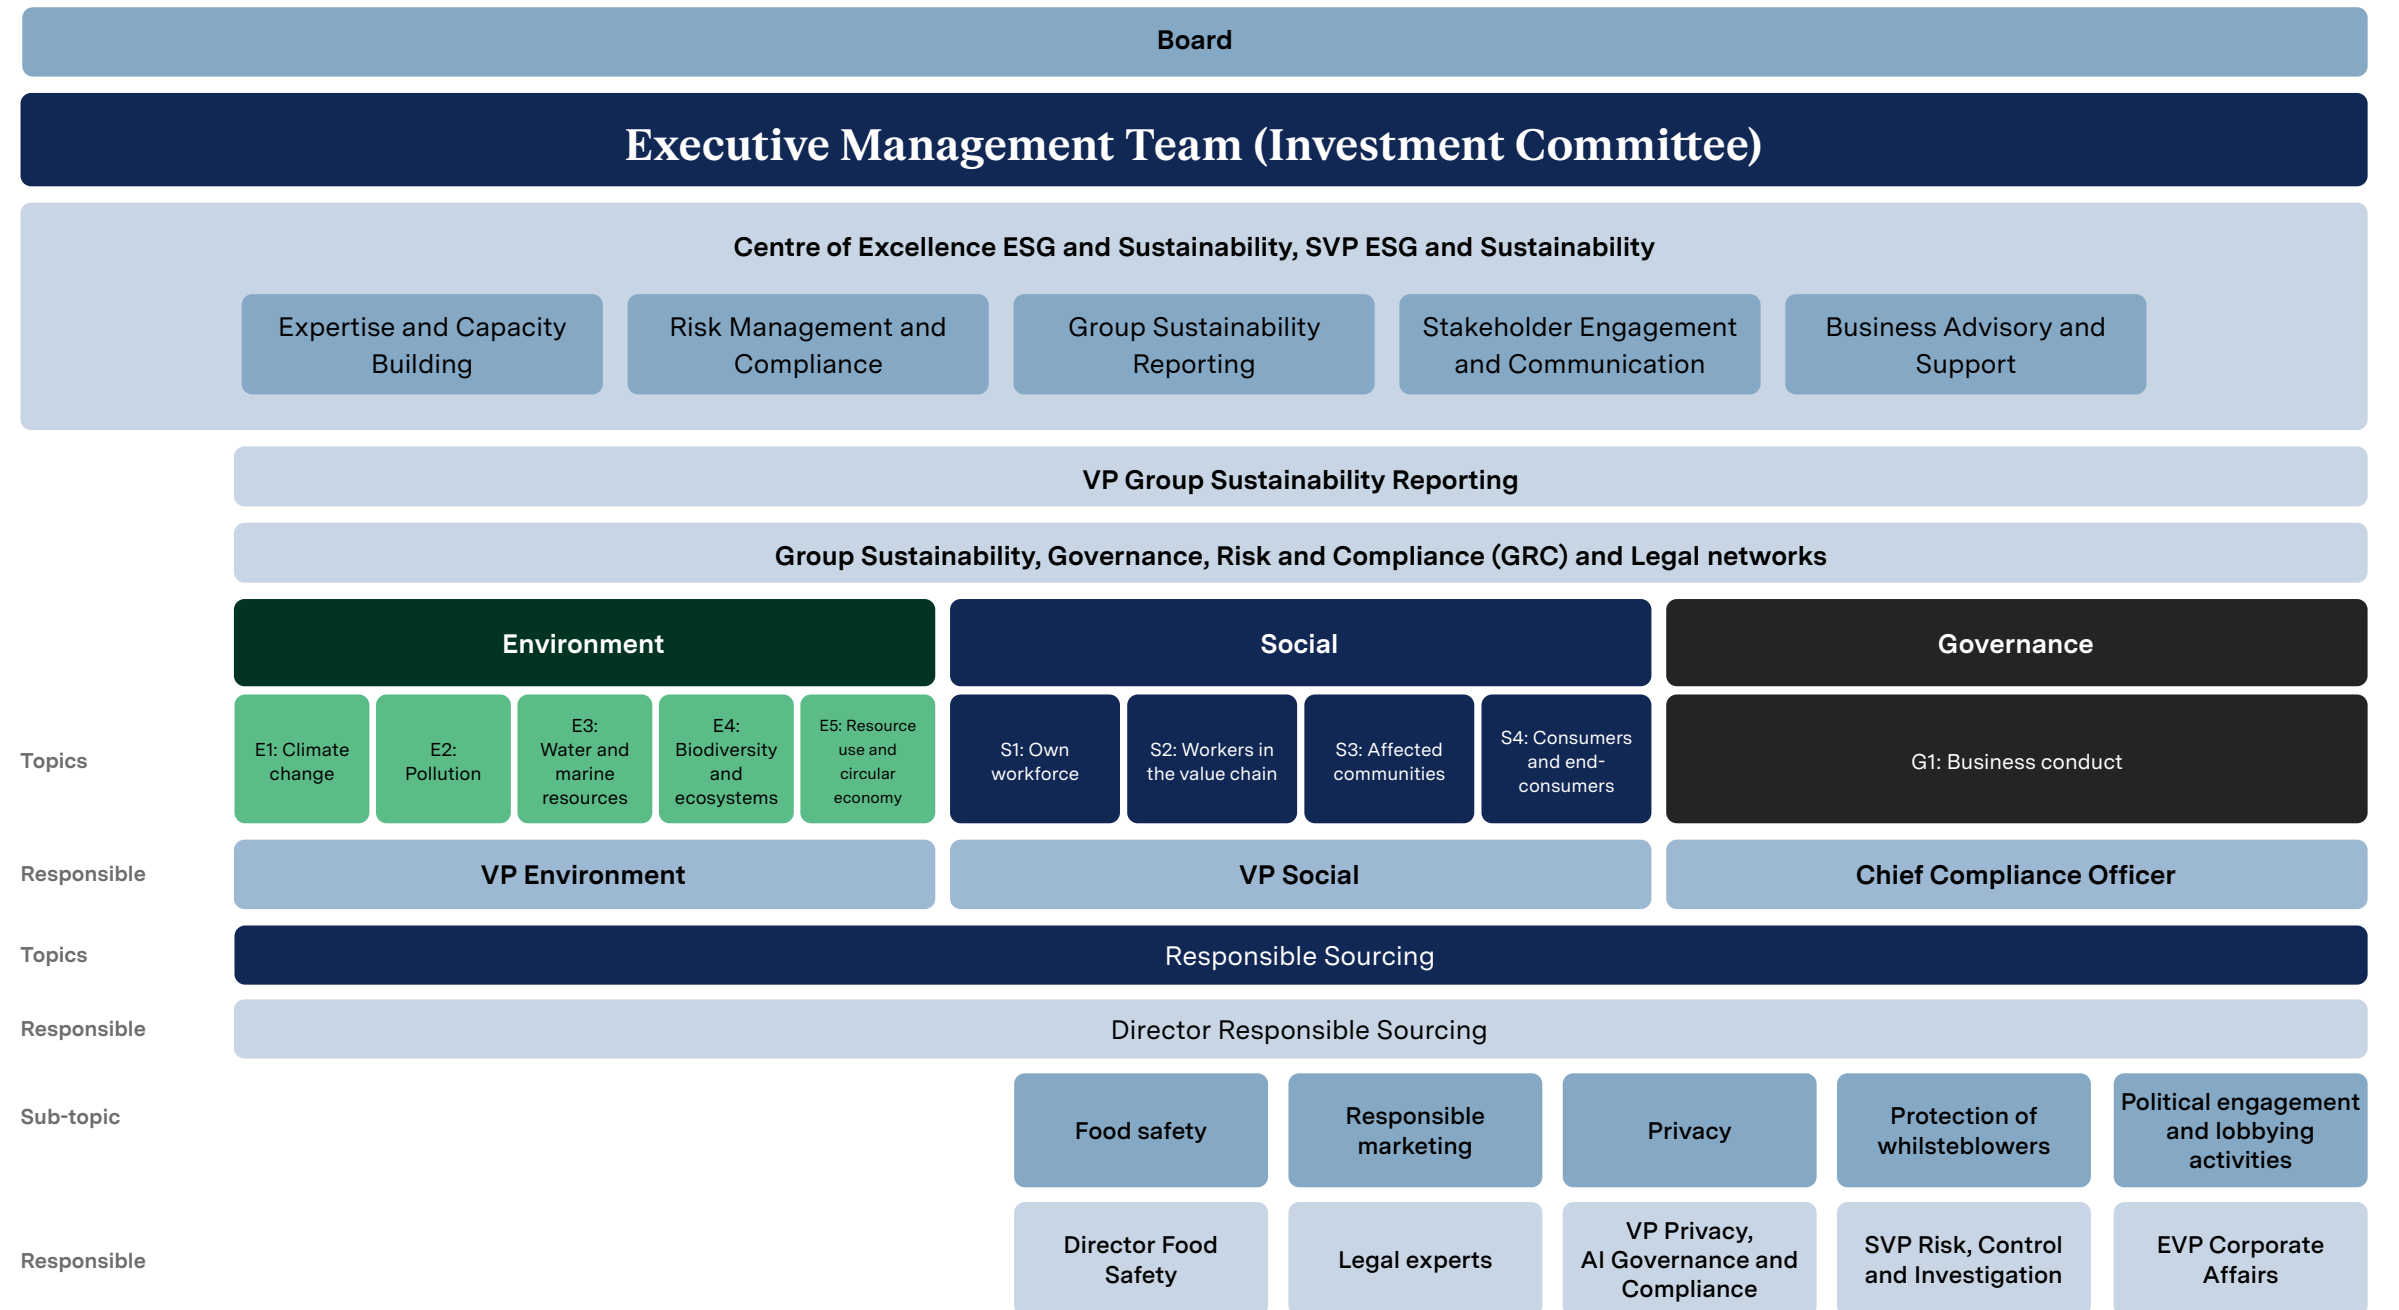 Board
Executive Management Team (Investment Committee)
Centre of Excellence ESG and Sustainability, SVP ESG and Sustainability
Expertise and Capacity
Building
Risk Management and
Compliance
Group Sustainability
Reporting
Stakeholder Engagement
and Communication
Business Advisory and
Support
VP Group Sustainability Reporting
Group Sustainability, Governance, Risk and Compliance (GRC) and Legal networks
Environment
Social
Governance
Topics
E1: Climate
change
E2:
Pollution
E3:
Water and
marine
resources
E4:
Biodiversity
and
ecosystems
E5: Resource
use and
circular
economy
S1: Own
workforce
S2: Workers in
the value chain
S3: Affected
communities
S4: Consumers
and end-
consumers
G1: Business conduct
Responsible
VP Environment
VP Social
Chief Compliance Officer
Topics
Responsible Sourcing
Responsible
Director Responsible Sourcing
Sub-topic
Food safety
Responsible
marketing
Privacy
Protection of
whilsteblowers
Political engagement
and lobbying
activities
Responsible
Director Food
Safety
Legal experts
VP Privacy,
AI Governance and
Compliance
SVP Risk, Control
and Investigation
EVP Corporate
Affairs